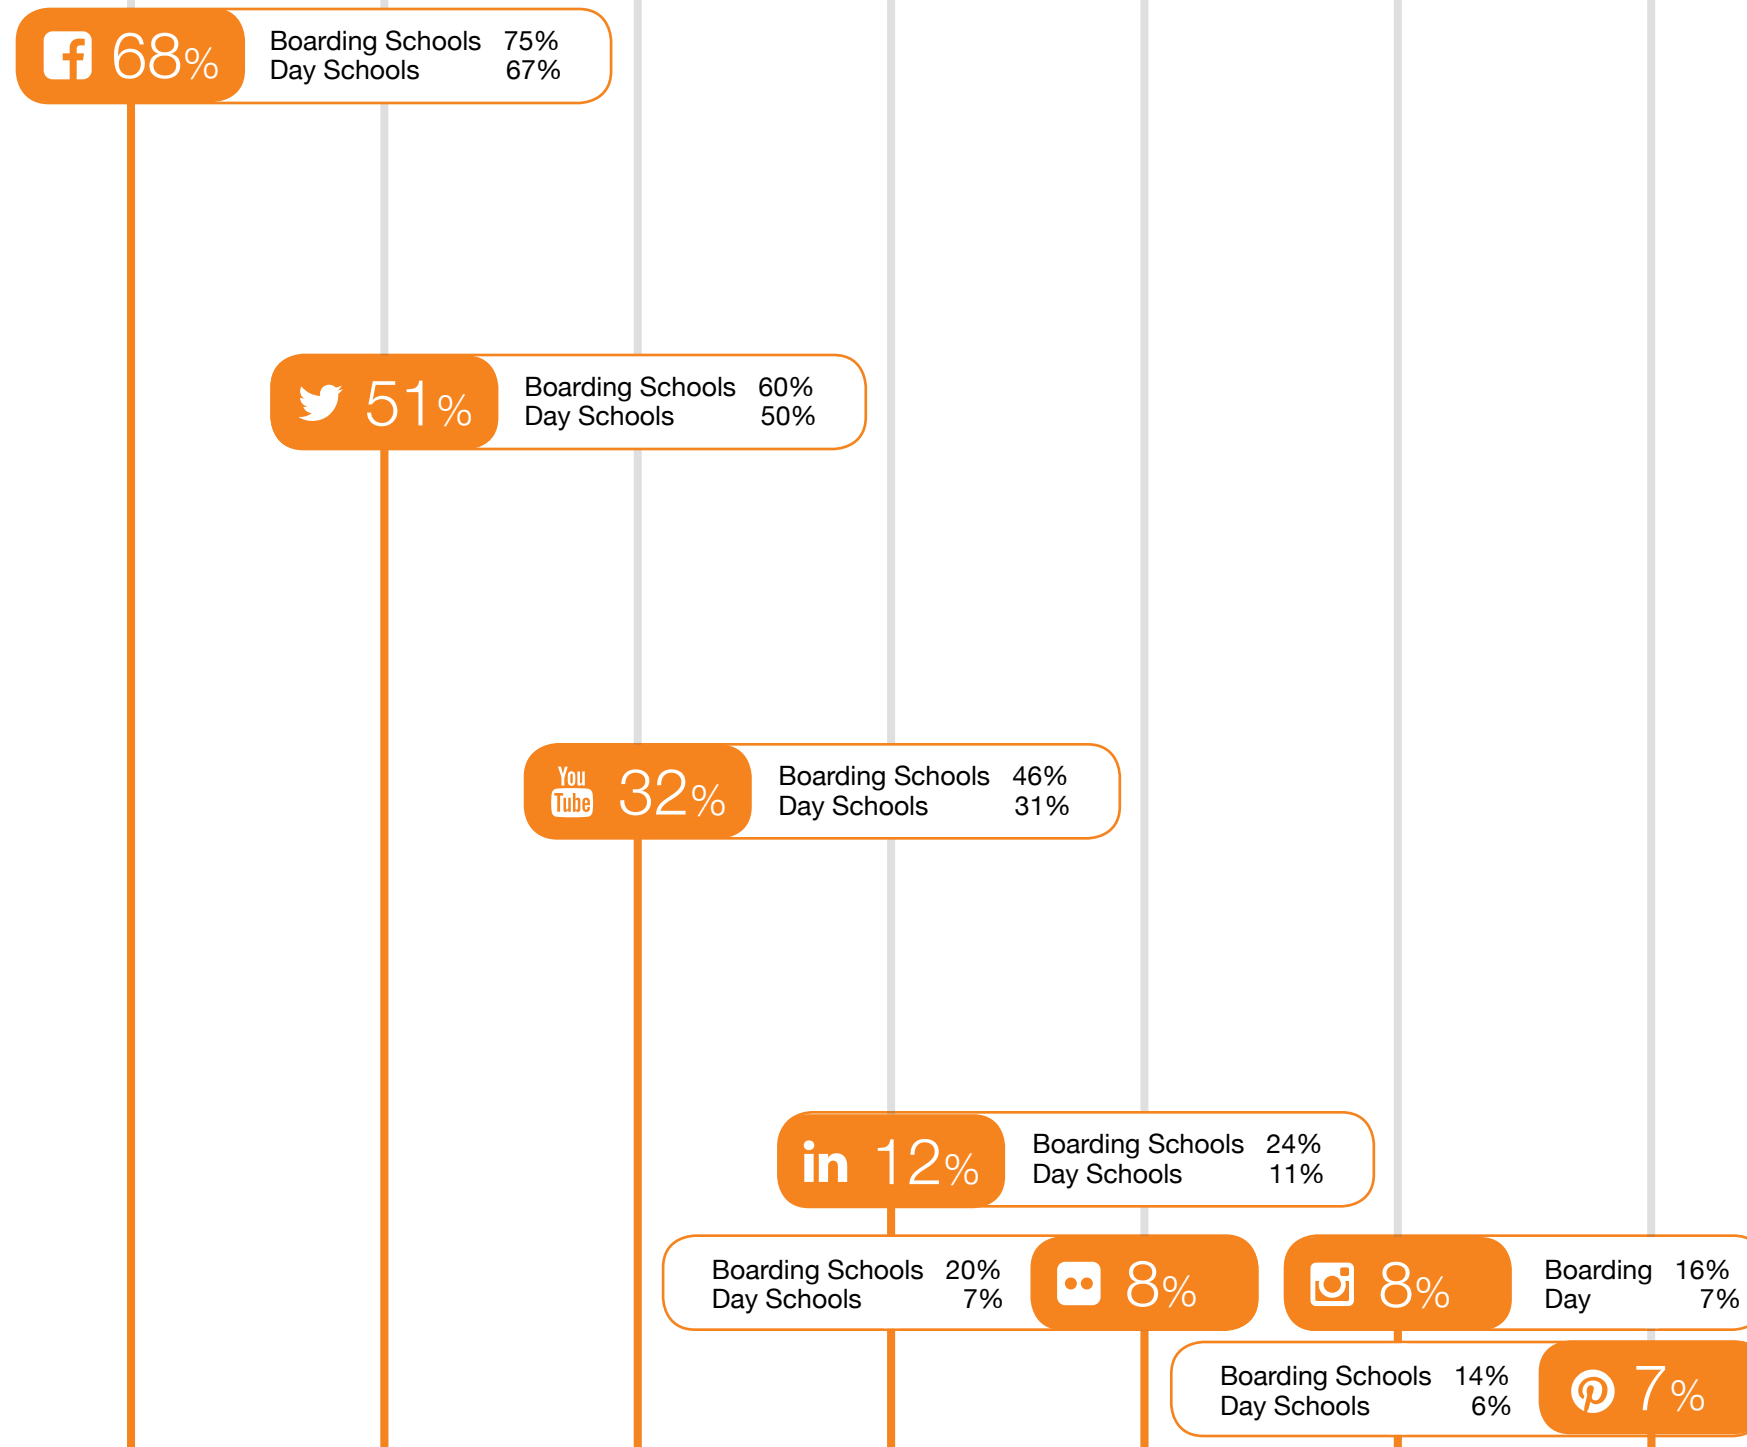 68%
Boarding Schools 75%
Day Schools 67%
51%
Boarding Schools 60%
Day Schools 50%
You
Tube
32%
Boarding Schools 46%
Day Schools 31%
in 12%
Boarding Schools 24%
Day Schools 11%
Boarding Schools 20%
Day Schools 7%
8%
8%
Boarding 16%
Day 7%
Boarding Schools 14%
Day Schools 6%
7%